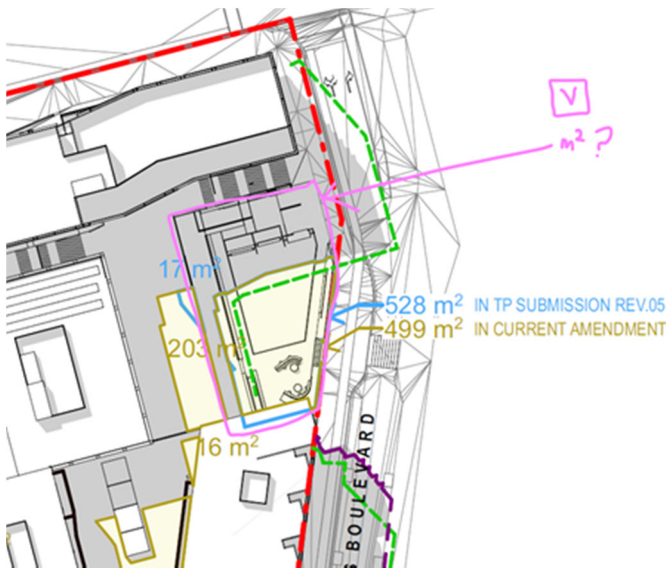 V
m² ?
17 m²
528 m² IN TP SUBMISSION REV.05
499 m² IN CURRENT AMENDMENT
203 m²
16 m²
S BOULEVARD